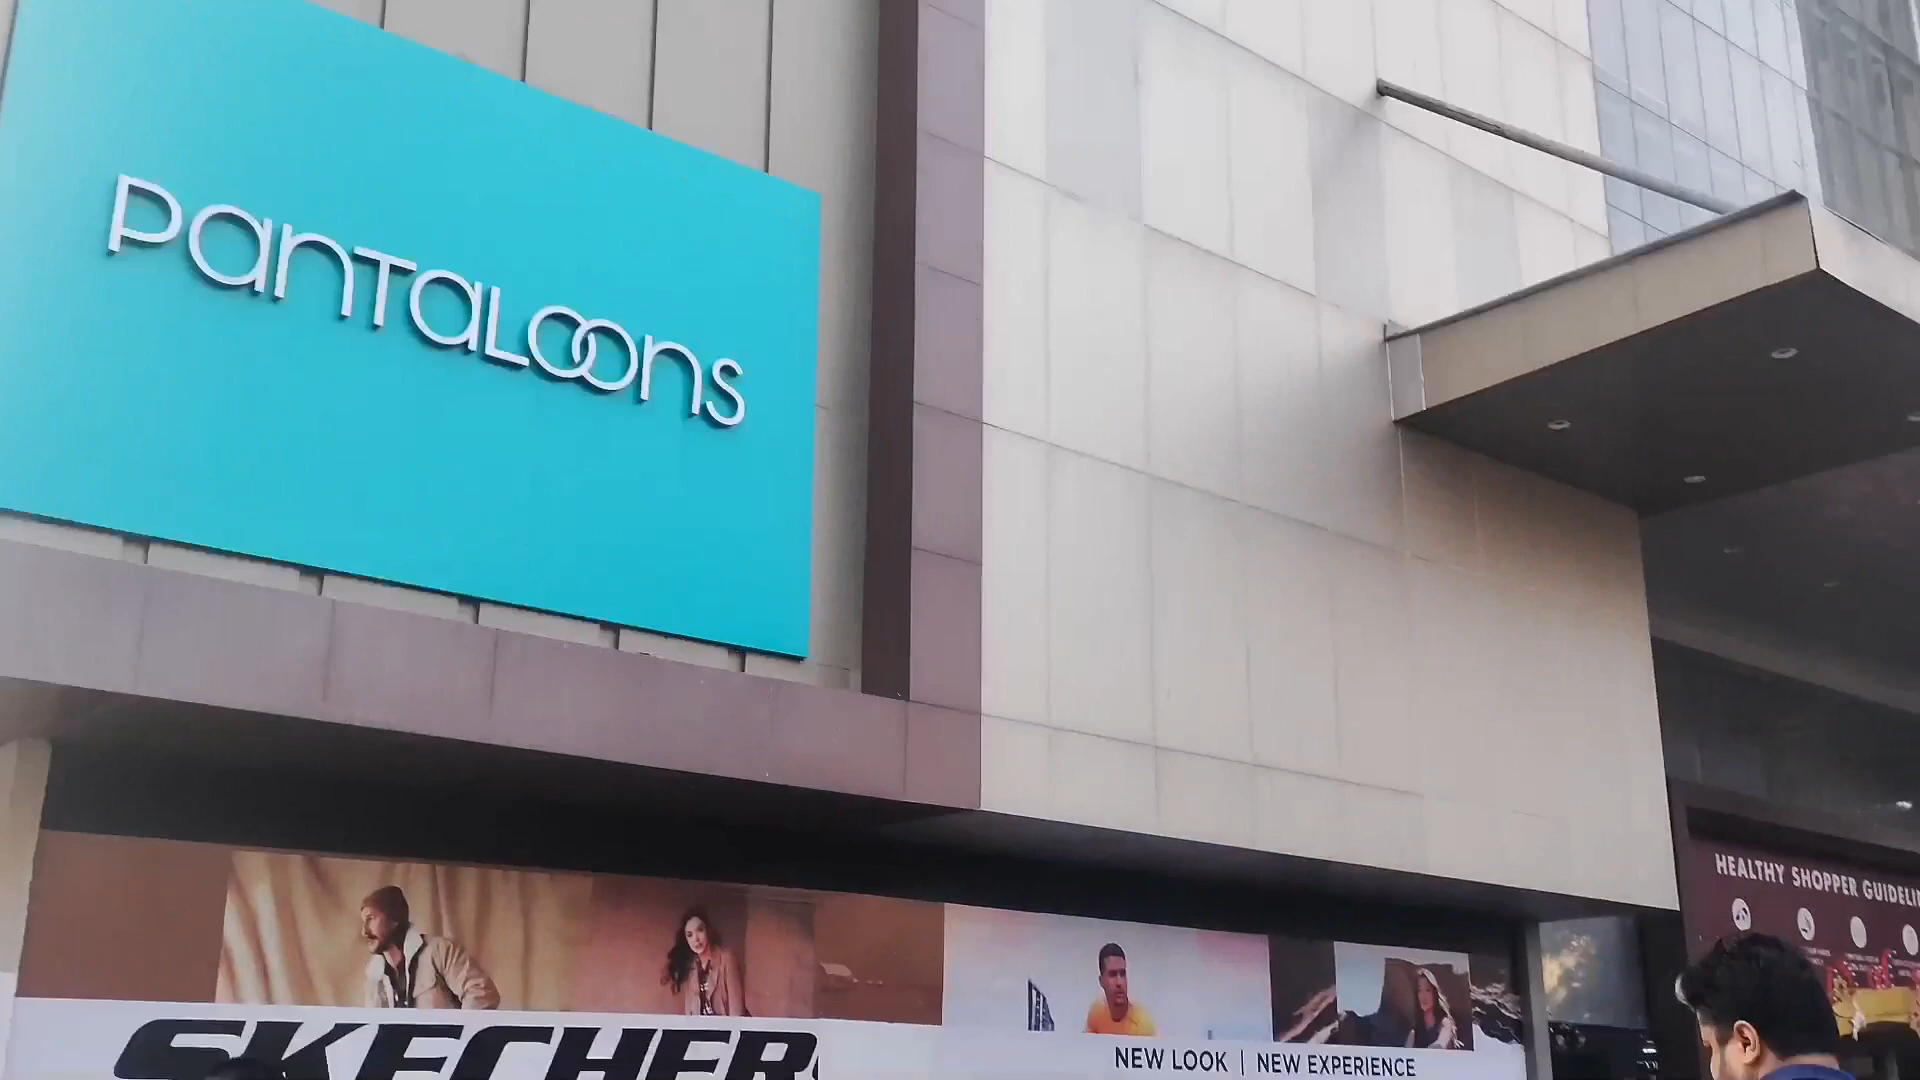 PANTALOONS
SKECHERS
NEW LOOK | NEW EXPERIENCE
HEALTHY SHOPPER GUIDELI